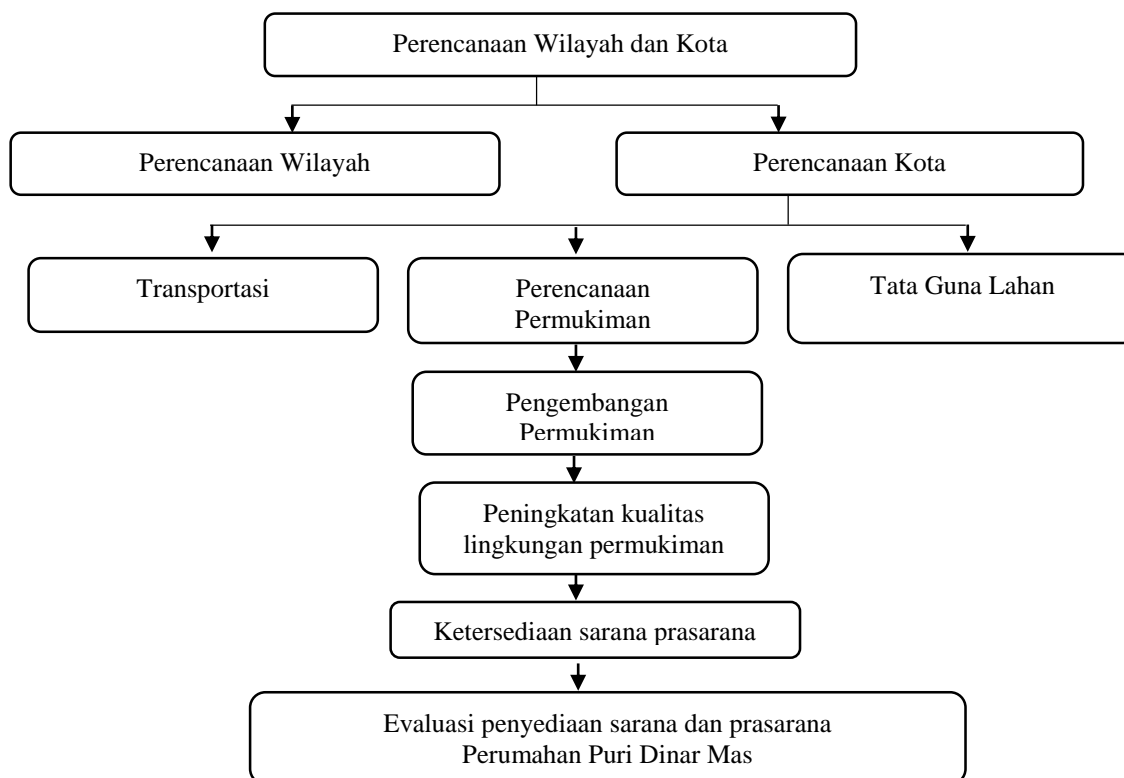 Perencanaan Wilayah dan Kota
Perencanaan Wilayah
Perencanaan Kota
Transportasi
Perencanaan
Permukiman
Tata Guna Lahan
Pengembangan
Permukiman
Peningkatan kualitas
lingkungan permukiman
Ketersediaan sarana prasarana
Evaluasi penyediaan sarana dan prasarana
Perumahan Puri Dinar Mas